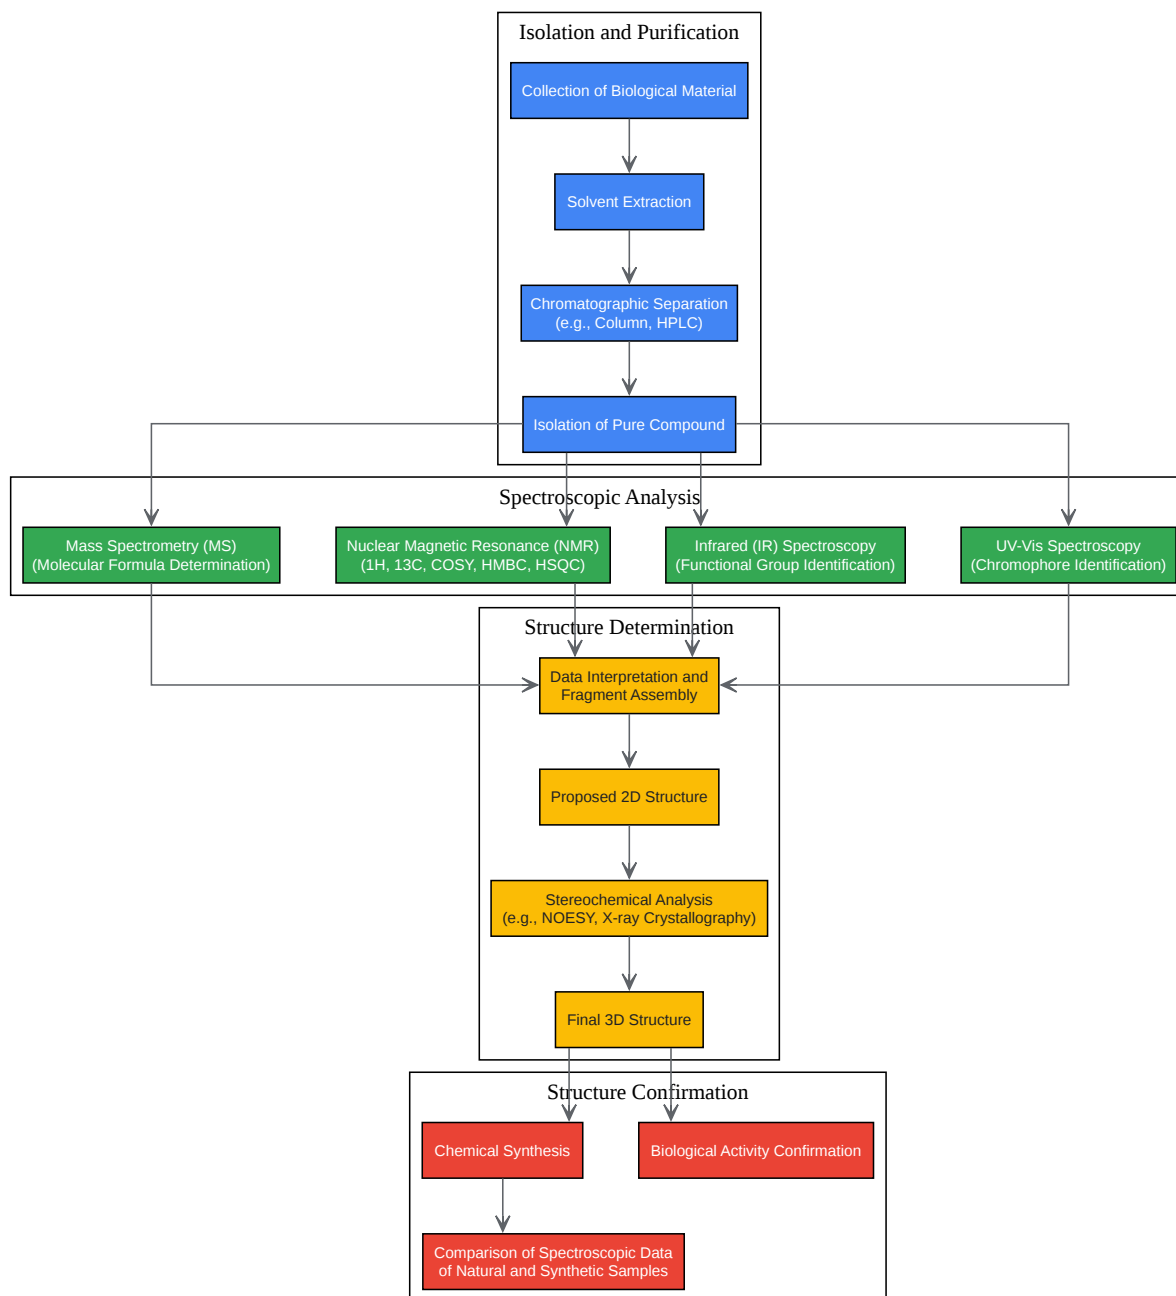 Isolation and Purification
Collection of Biological Material
Solvent Extraction
Chromatographic Separation
(e.g., Column, HPLC)
Isolation of Pure Compound
Spectroscopic Analysis
Mass Spectrometry (MS)
(Molecular Formula Determination)
Nuclear Magnetic Resonance (NMR)
(1H, 13C, COSY, HMBC, HSQC)
Infrared (IR) Spectroscopy
(Functional Group Identification)
UV-Vis Spectroscopy
(Chromophore Identification)
Structure Determination
Data Interpretation and
Fragment Assembly
Proposed 2D Structure
Stereochemical Analysis
(e.g., NOESY, X-ray Crystallography)
Final 3D Structure
Structure Confirmation
Chemical Synthesis
Biological Activity Confirmation
Comparison of Spectroscopic Data
of Natural and Synthetic Samples